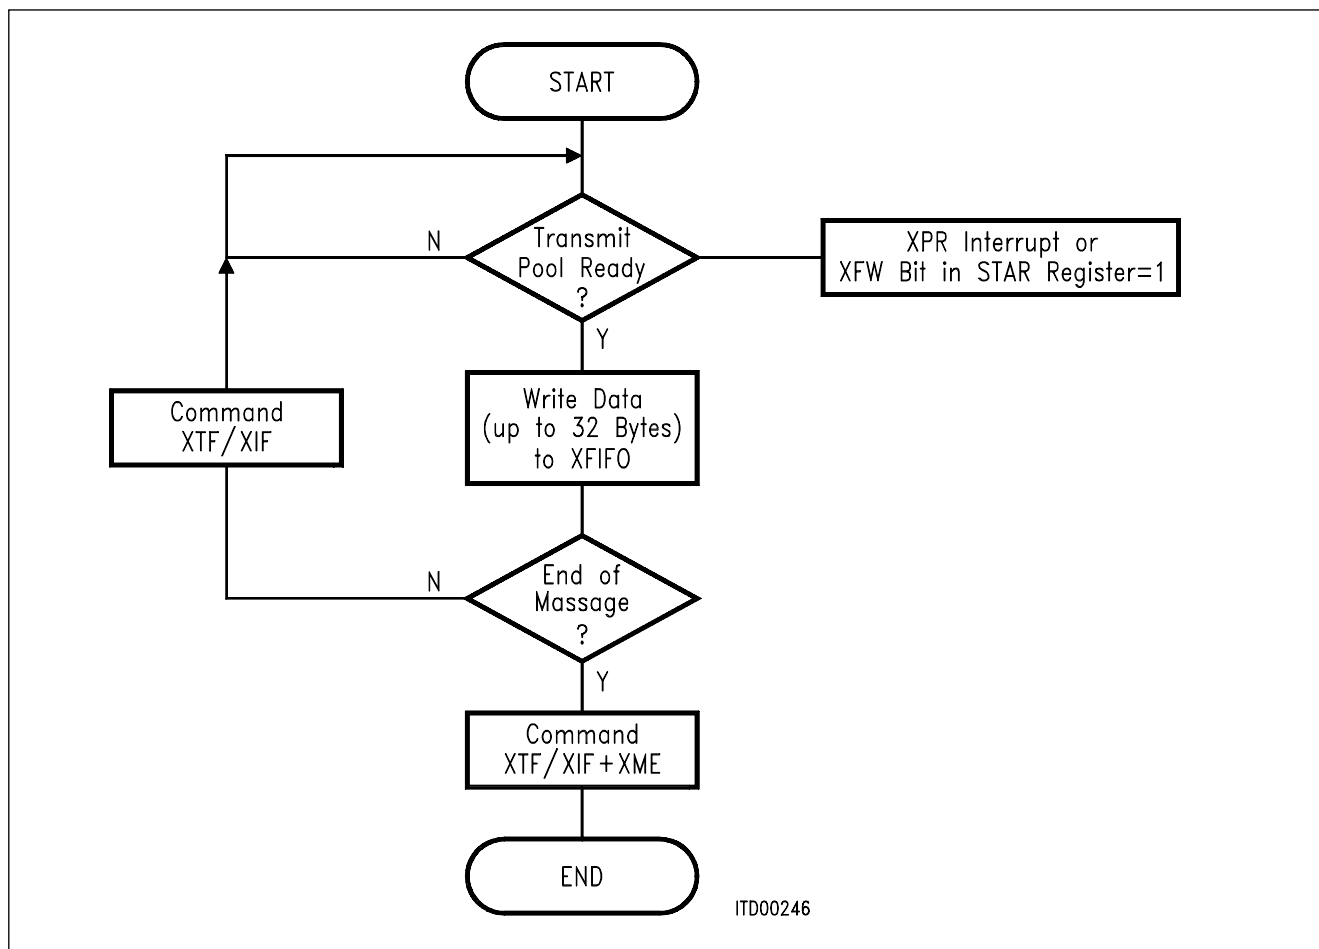 START
N
Transmit
Pool Ready
?
XPR Interrupt or
XFW Bit in STAR Register=1
Y
Write Data
(up to 32 Bytes)
to XFIFO
Command
XTF/XIF
N
End of
Massage
?
Y
Command
XTF/XIF+XME
END
ITD00246